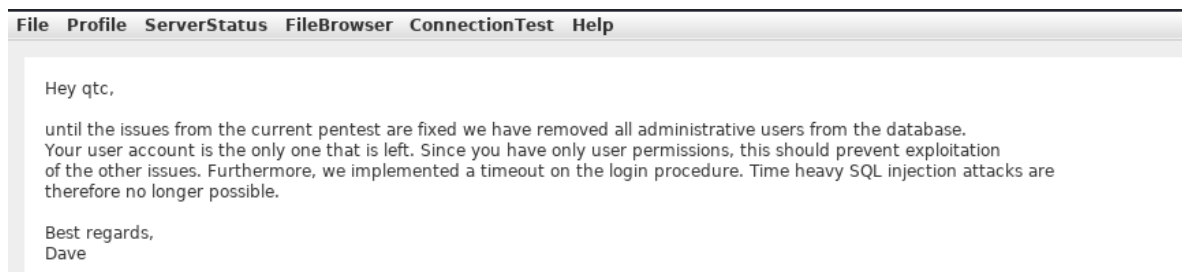 File Profile ServerStatus FileBrowser ConnectionTest Help
Hey qtc,
until the issues from the current pentest are fixed we have removed all administrative users from the database.
Your user account is the only one that is left. Since you have only user permissions, this should prevent exploitation
of the other issues. Furthermore, we implemented a timeout on the login procedure. Time heavy SQL injection attacks are
therefore no longer possible.
Best regards,
Dave